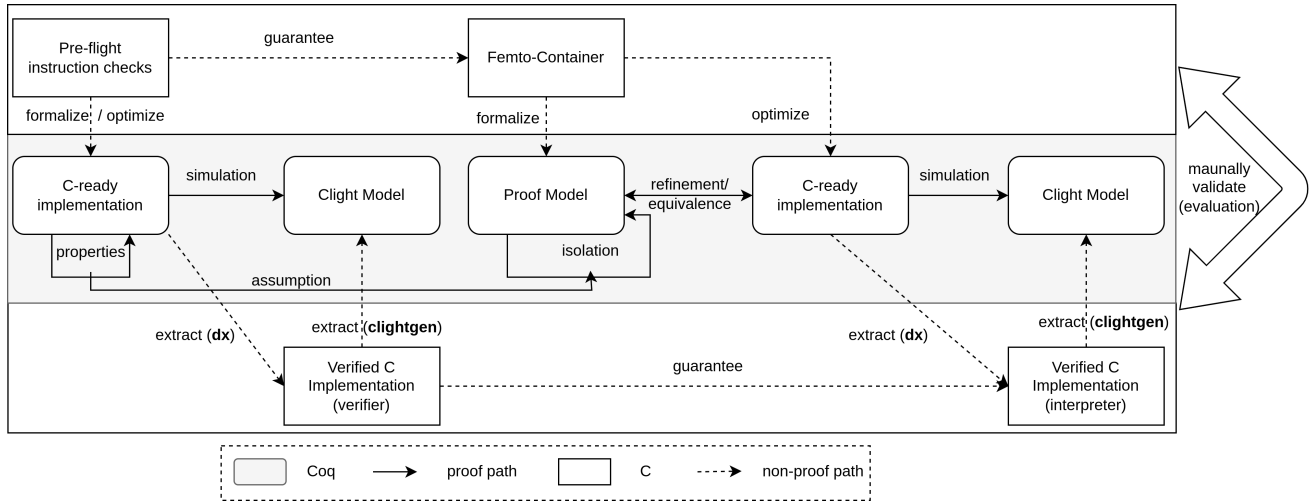 guarantee
Pre-flight
instruction checks
Femto-Container
formalize / optimize
formalize
optimize
C-ready
implementation
simulation
Clight Model
Proof Model
refinement/
equivalence
C-ready
implementation
simulation
Clight Model
maunally
validate
(evaluation)
properties
isolation
assumption
extract (dx)
extract (clightgen)
extract (dx)
extract (clightgen)
Verified C
Implementation
(verifier)
guarantee
Verified C
Implementation
(interpreter)
Coq
proof path
C
non-proof path